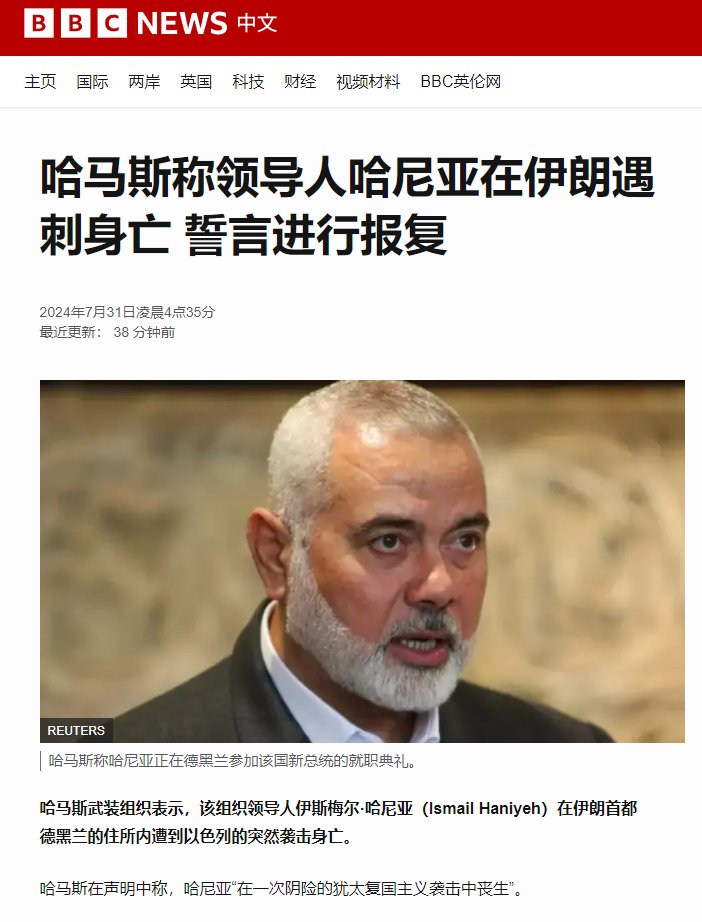 BBC NEWS 中文
主页 国际 两岸 英国 科技 财经 视频材料 BBC英伦网
哈马斯称领导人哈尼亚在伊朗遇
刺身亡 誓言进行报复
2024年7月31日凌晨4点35分
最近更新： 38 分钟前
REUTERS
哈马斯称哈尼亚正在德黑兰参加该国新总统的就职典礼。
哈马斯武装组织表示，该组织领导人伊斯梅尔·哈尼亚（Ismail Haniyeh）在伊朗首都
德黑兰的住所内遭到以色列的突然袭击身亡。
哈马斯在声明中称，哈尼亚“在一次阴险的犹太复国主义袭击中丧生”。